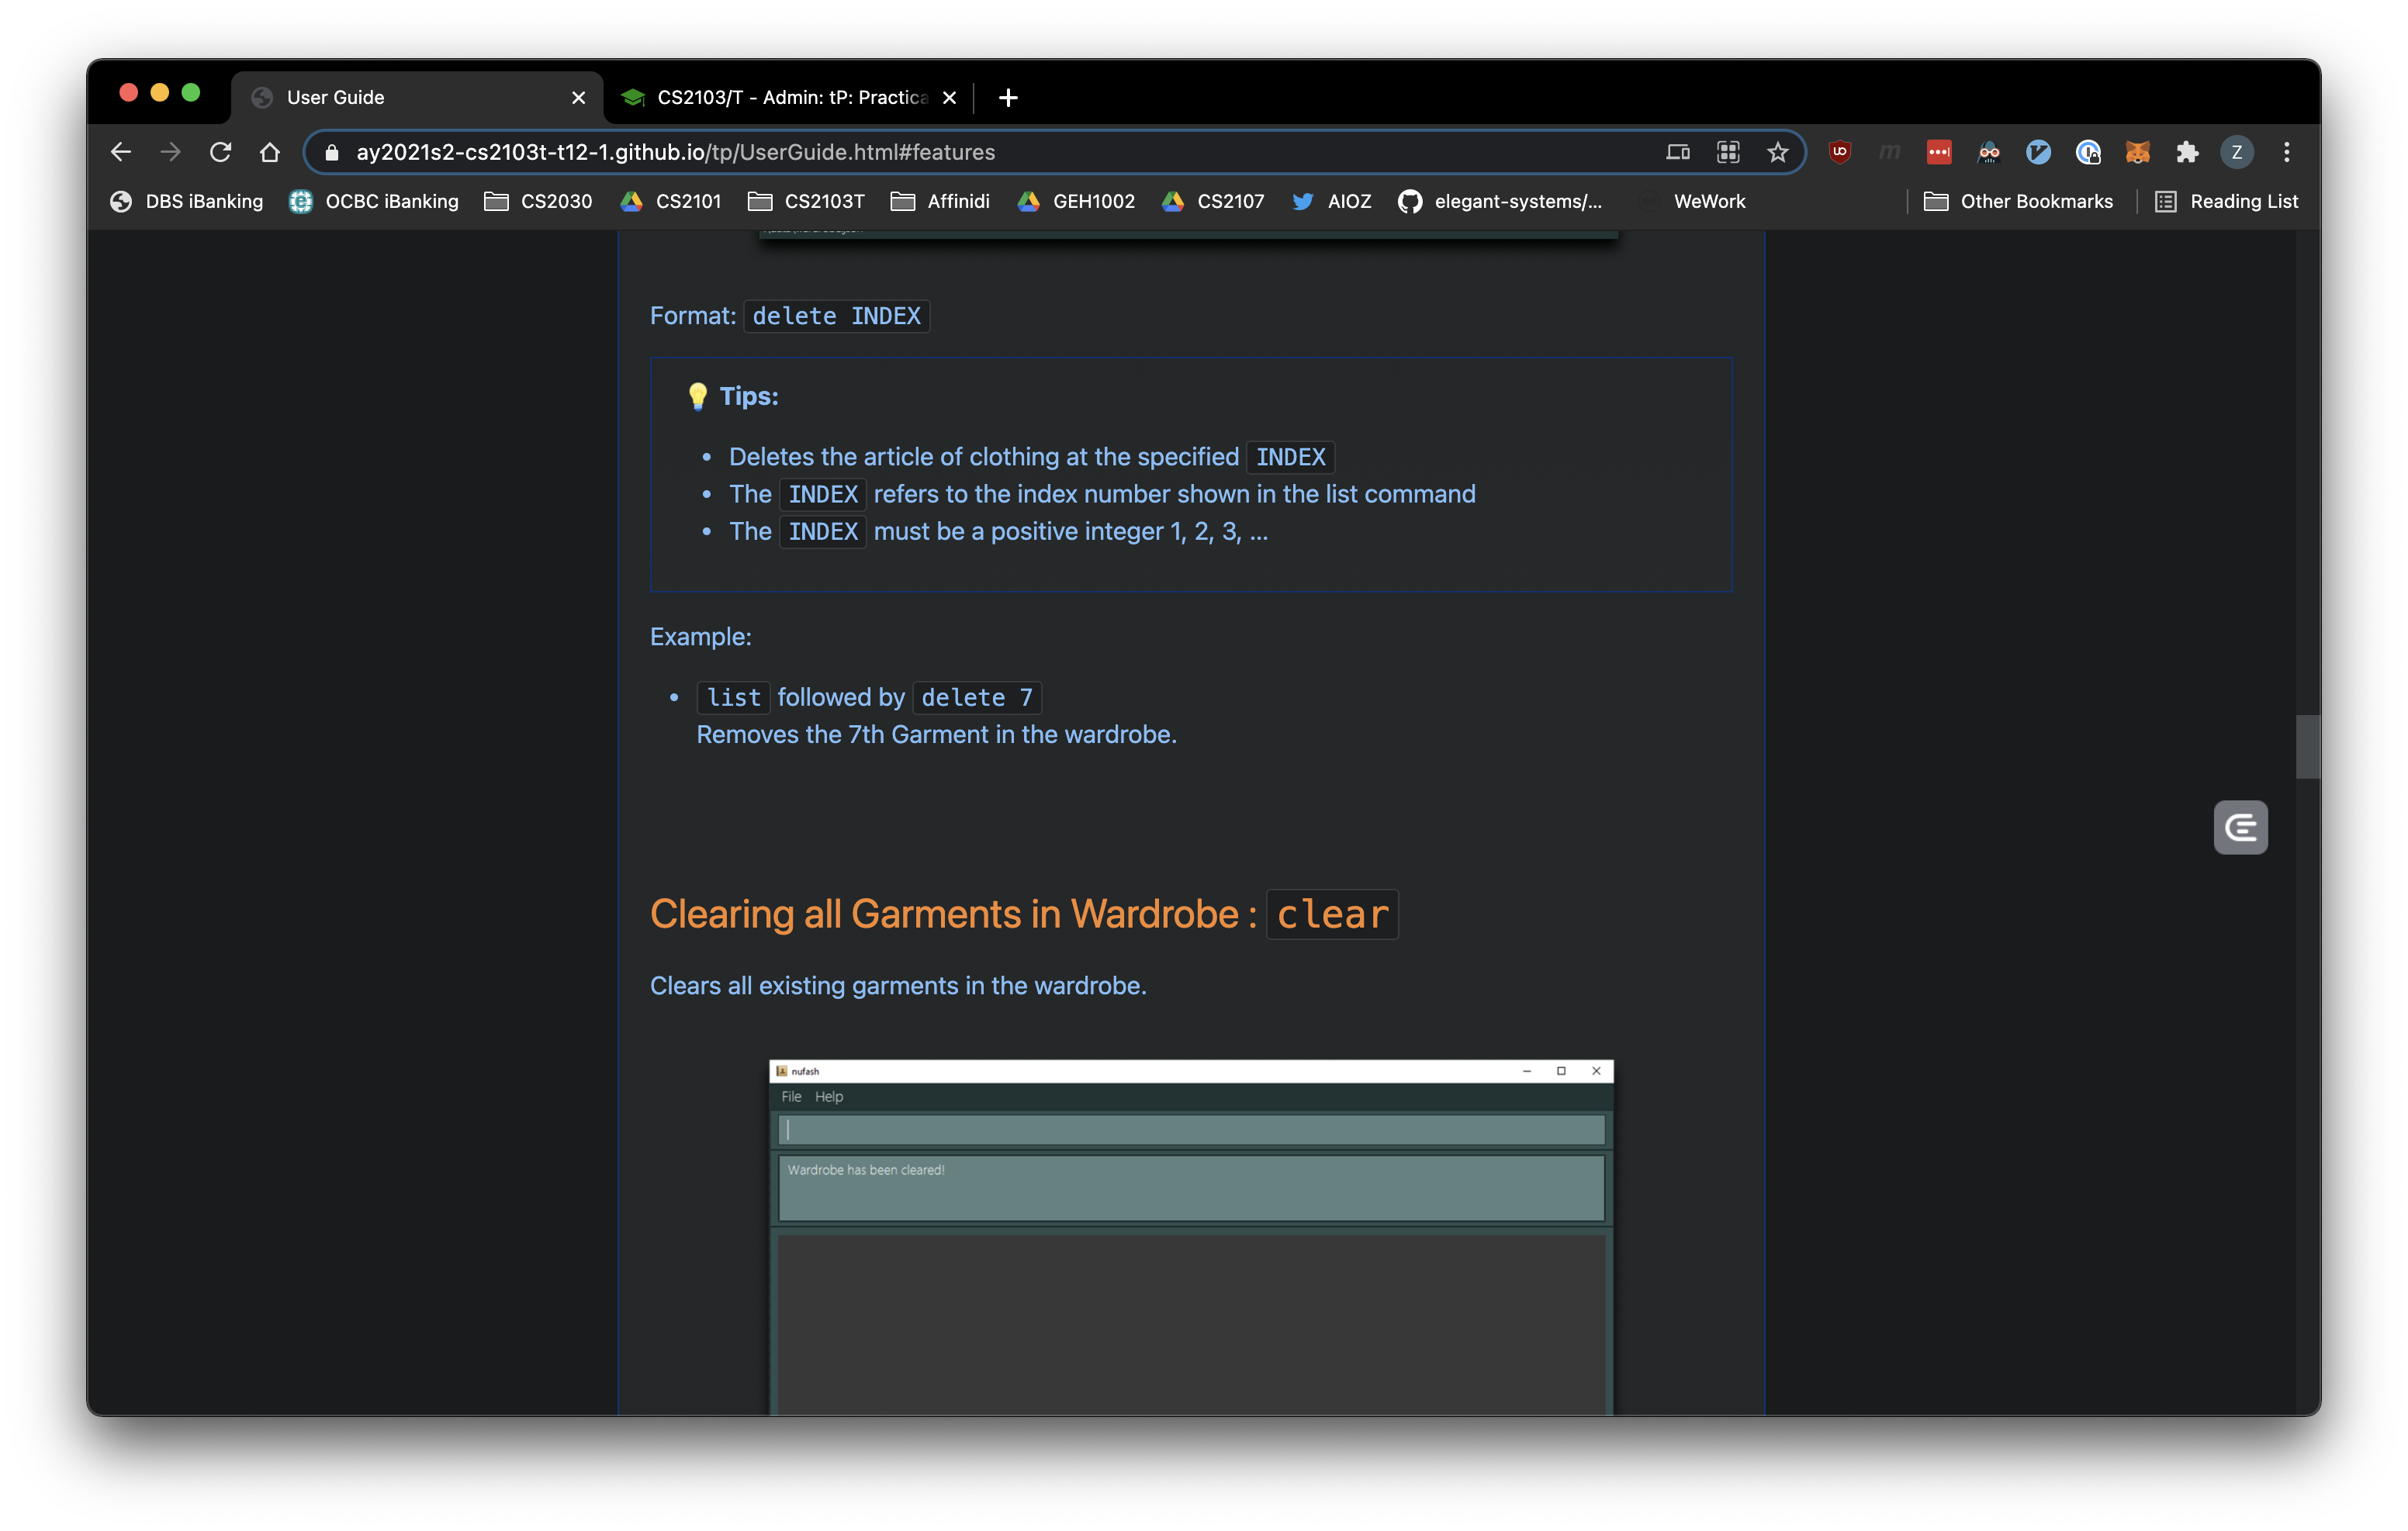 User Guide
CS2103/T - Admin: tP: Practica
ay2021s2-cs2103t-t12-1.github.io/tp/UserGuide.html#features
Z
DBS iBanking
OCBC iBanking
CS2030
CS2101
CS2103T
Affinidi
GEH1002
CS2107
AIOZ
elegant-systems/...
WeWork
Other Bookmarks
Reading List
Format: delete INDEX
Tips:
• Deletes the article of clothing at the specified INDEX
• The INDEX refers to the index number shown in the list command
• The INDEX must be a positive integer 1, 2, 3, ...
Example:
• list followed by delete 7
Removes the 7th Garment in the wardrobe.
Clearing all Garments in Wardrobe : clear
Clears all existing garments in the wardrobe.
nufash
File Help
Wardrobe has been cleared!